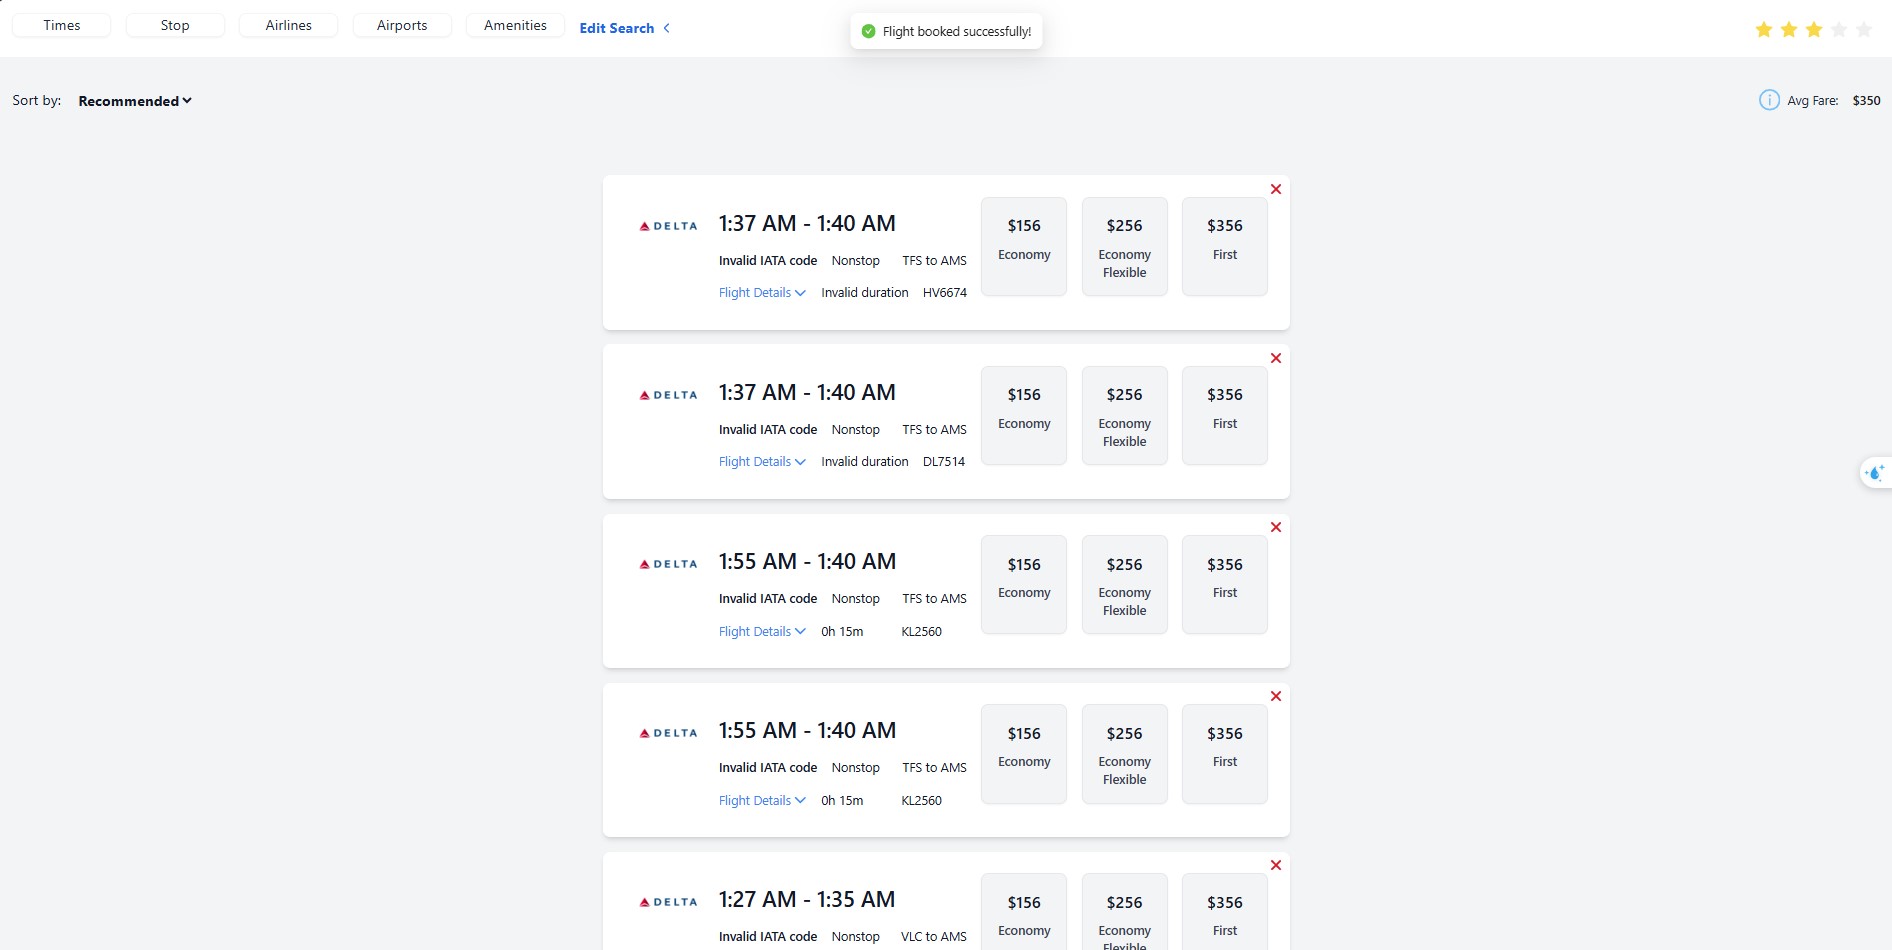 Times Stop Airlines Airports Amenities Edit Search
Flight booked successfully!
Sort by: Recommended
Avg Fare: $350
DELTA
1:37 AM - 1:40 AM
Invalid IATA code Nonstop TFS to AMS
Flight Details Invalid duration HV6674
$156
Economy
$256
Economy
Flexible
$356
First
DELTA
1:37 AM - 1:40 AM
Invalid IATA code Nonstop TFS to AMS
Flight Details Invalid duration DL7514
$156
Economy
$256
Economy
Flexible
$356
First
DELTA
1:55 AM - 1:40 AM
Invalid IATA code Nonstop TFS to AMS
Flight Details 0h 15m KL2560
$156
Economy
$256
Economy
Flexible
$356
First
DELTA
1:55 AM - 1:40 AM
Invalid IATA code Nonstop TFS to AMS
Flight Details 0h 15m KL2560
$156
Economy
$256
Economy
Flexible
$356
First
DELTA
1:27 AM - 1:35 AM
Invalid IATA code Nonstop VLC to AMS
$156
Economy
$256
Economy
Flexible
$356
First